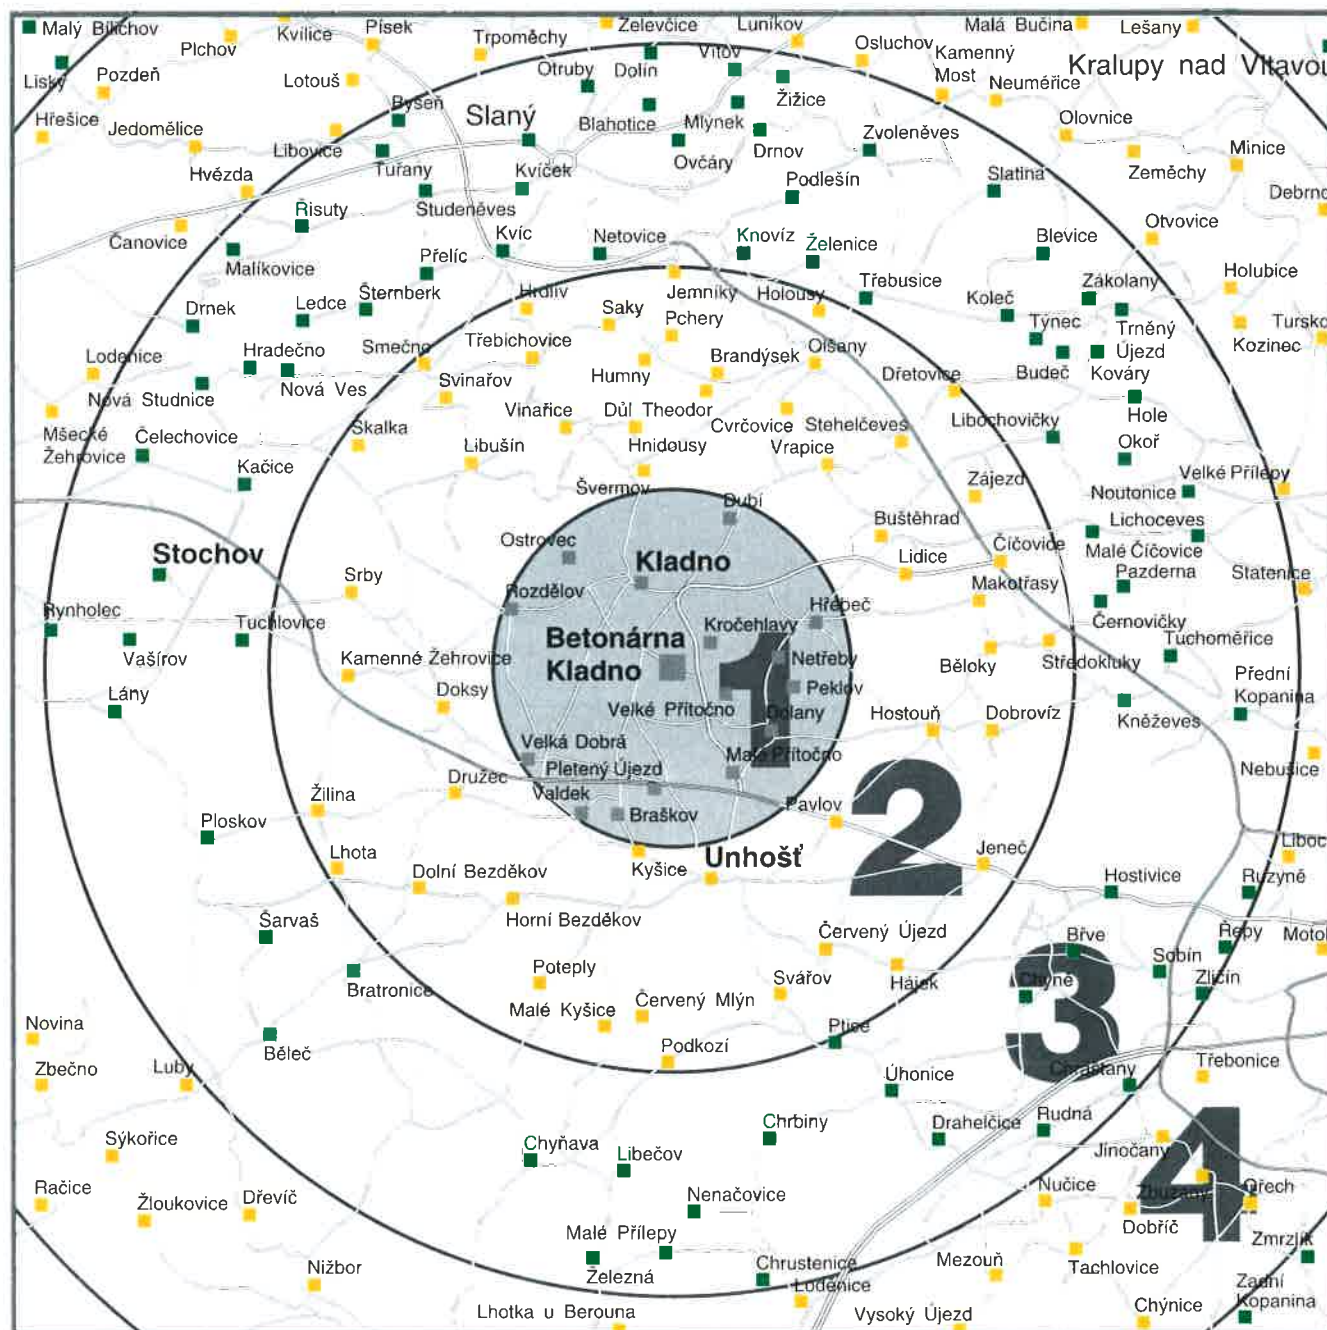 Malý Bílichov
Plchov
Kvílice
Písek
Trpoměchy
Želevčice
Luníkov
Malá Bučina
Lešany
Lisky
Pozdeň
Lotouš
Otruby
Dolín
Vítov
Osluchov
Kamenný
Most
Neuméřice
Kralupy nad Vltavou
Žižice
Hřešice
Jedomělice
Byseň
Slaný
Blahotice
Mlynek
Zvoleněves
Olovnice
Libovice
Ovčáry
Drnov
Minice
Hvězda
Tuřany
Kvíček
Podlešín
Slatina
Zeměchy
Debrno
Řisuty
Studeněves
Čanovice
Kvíc
Netovice
Knovíz
Želenice
Blevice
Otvovice
Malíkovice
Přelíc
Holubice
Třebusice
Zákolany
Drnek
Ledce
Šternberk
Hrdlív
Jemníky
Holousy
Koleč
Saky
Pchery
Týnec
Trněný
Újezd
Tursko
Lodenice
Hradečno
Smečno
Třebichovice
Brandýsek
Olšany
Kozinec
Nová Studnice
Nová Ves
Svinařov
Humny
Dřetovice
Budeč
Kováry
Mšecké
Žehrovice
Čelechovice
Skalka
Vinařice
Důl Theodor
Cvrčovice
Stehelčeves
Libochovičky
Hole
Libušín
Hnidousy
Vrapice
Okoř
Kačice
Švermov
Zájezd
Noutonice
Velké Přílepy
Dubí
Buštěhrad
Lichoceves
Stochov
Ostrovec
Kladno
Číčovice
Malé Číčovice
Lidice
Pazderna
Srby
Makotřasy
Statenice
Rynholec
Tuchlovice
Rozdělov
Hřebeč
Černovičky
Kročehlavy
Betonárna
Kladno
1
Tuchoměřice
Vašírov
Kamenné Žehrovice
Netřeby
Běloky
Středokluky
Přední
Kopanina
Lány
Doksy
Peklov
Velké Přítočno
Dolany
Hostouň
Dobrovíz
Kněževes
Velká Dobrá
Malé Přítočno
Pletený Újezd
2
Nebušice
Družec
Valdek
Žilina
Braškov
Pavlov
Ploskov
Lhota
Kyšice
Unhošť
Jeneč
Liboc
Dolní Bezděkov
Hostivice
Ruzyně
Horní Bezděkov
Šarvaš
Červený Újezd
Břve
Řepy
Motol
Sobín
Poteply
Svářov
Hájek
3
Chýně
Zličín
Bratronice
Malé Kyšice
Červený Mlýn
Novina
Ptice
Běleč
Podkozí
Zbečno
Luby
Třebonice
Úhonice
Chrášťany
Chrbiny
Drahelčice
Rudná
4
Sýkořice
Chyňava
Libečov
Jinočany
Račice
Žloukovice
Dřevíč
Nenačovice
Nučice
Zbuzany
Ořech
Dobříč
Malé Přílepy
Zmrzlík
Nižbor
Železná
Chrustenice
Mezouň
Tachlovice
Loděnice
Zadní
Kopanina
Lhotka u Berouna
Vysoký Újezd
Chýnice